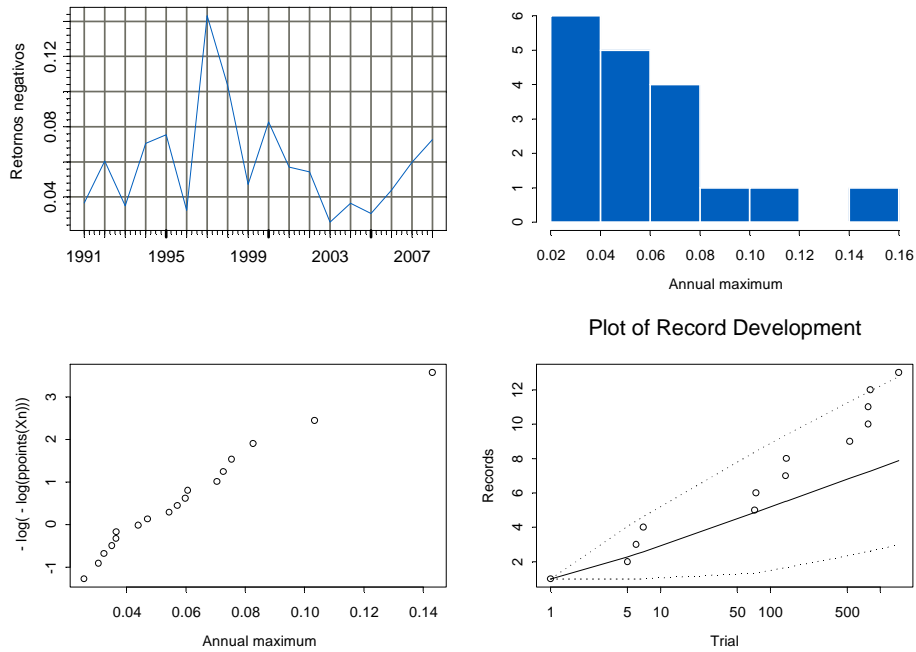 Retornos negativos
0.04 0.08 0.12
1991 1995 1999 2003 2007
0 1 2 3 4 5 6
0.02 0.04 0.06 0.08 0.10 0.12 0.14 0.16
Annual maximum
- log( - log(ppoints(Xn)))
-1 0 1 2 3
0.04 0.06 0.08 0.10 0.12 0.14
Annual maximum
Plot of Record Development
Records
2 4 6 8 10 12
1 5 10 50 100 500
Trial